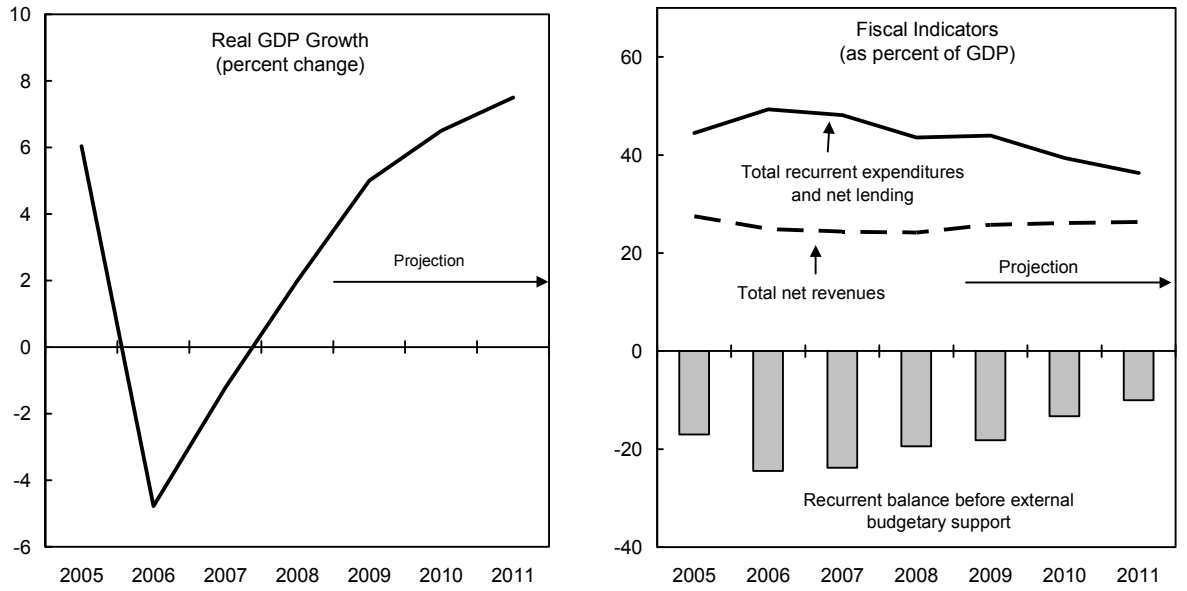 Real GDP Growth
(percent change)
10
8
6
4
2
0
-2
-4
-6
Projection
2005 2006 2007 2008 2009 2010 2011
Fiscal Indicators
(as percent of GDP)
60
40
20
0
-20
-40
Total recurrent expenditures
and net lending
Projection
Total net revenues
Recurrent balance before external
budgetary support
2005 2006 2007 2008 2009 2010 2011